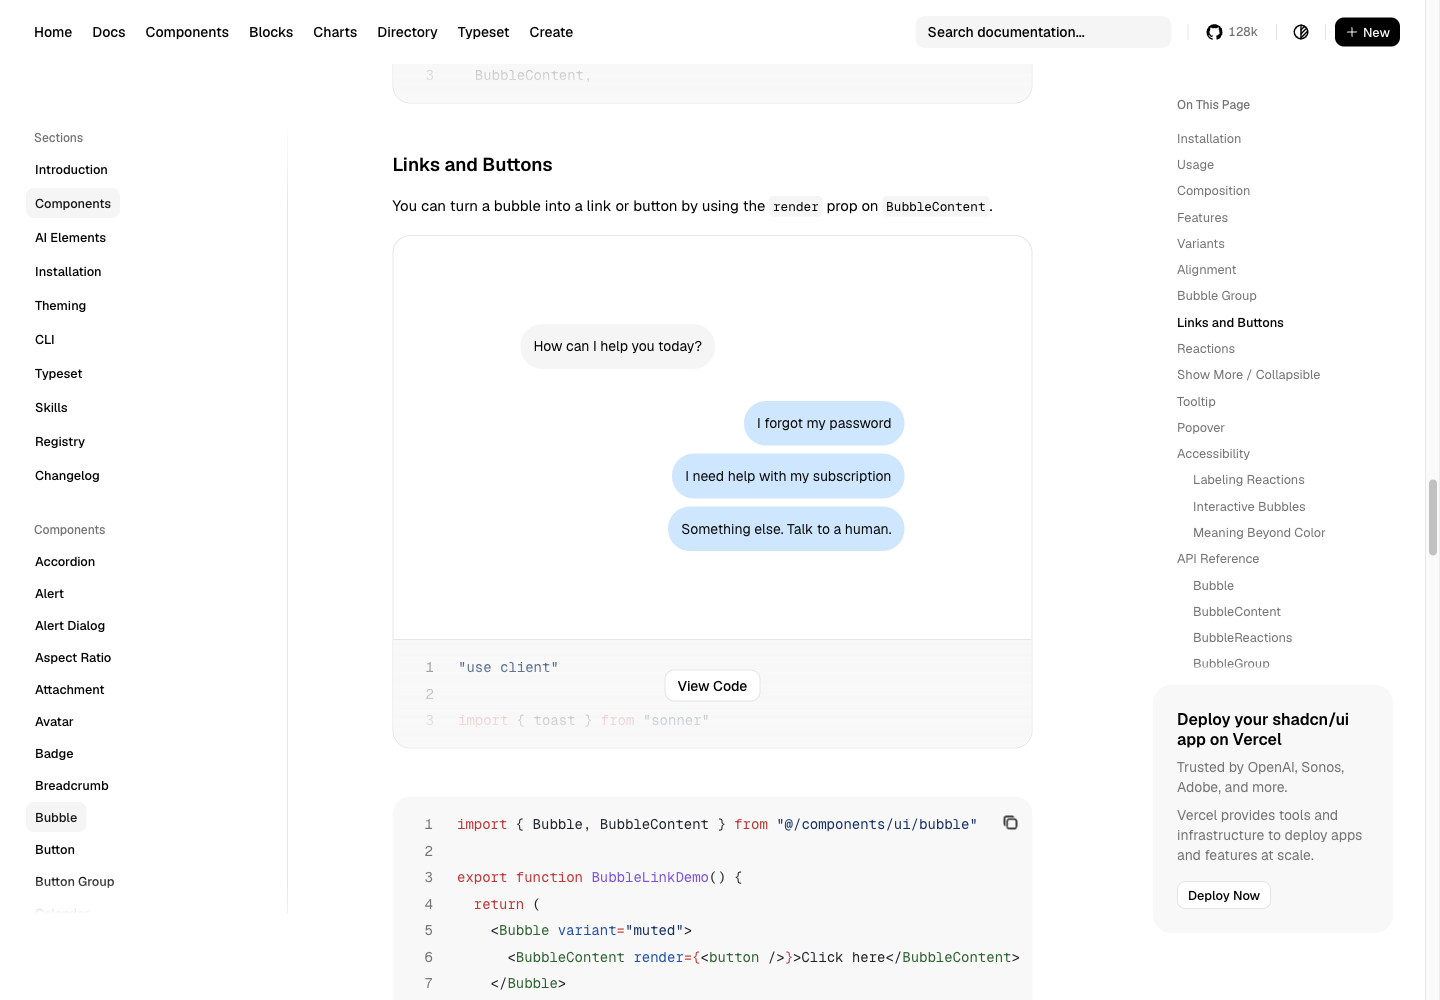 Home Docs Components Blocks Charts Directory Typeset Create Search documentation... 128k New
3 BubbleContent,
Sections
Introduction
Components
AI Elements
Installation
Theming
CLI
Typeset
Skills
Registry
Changelog
Components
Accordion
Alert
Alert Dialog
Aspect Ratio
Attachment
Avatar
Badge
Breadcrumb
Bubble
Button
Button Group
Calendar
Links and Buttons
You can turn a bubble into a link or button by using the render prop on BubbleContent.
How can I help you today?
I forgot my password
I need help with my subscription
Something else. Talk to a human.
1 "use client"
2
3 import { toast } from "sonner"
View Code
1 import { Bubble, BubbleContent } from "@/components/ui/bubble"
2
3 export function BubbleLinkDemo() {
4 return (
5 <Bubble variant="muted">
6 <BubbleContent render={<button />}>Click here</BubbleContent>
7 </Bubble>
On This Page
Installation
Usage
Composition
Features
Variants
Alignment
Bubble Group
Links and Buttons
Reactions
Show More / Collapsible
Tooltip
Popover
Accessibility
Labeling Reactions
Interactive Bubbles
Meaning Beyond Color
API Reference
Bubble
BubbleContent
BubbleReactions
BubbleGroup
Deploy your shadcn/ui
app on Vercel
Trusted by OpenAI, Sonos,
Adobe, and more.
Vercel provides tools and
infrastructure to deploy apps
and features at scale.
Deploy Now